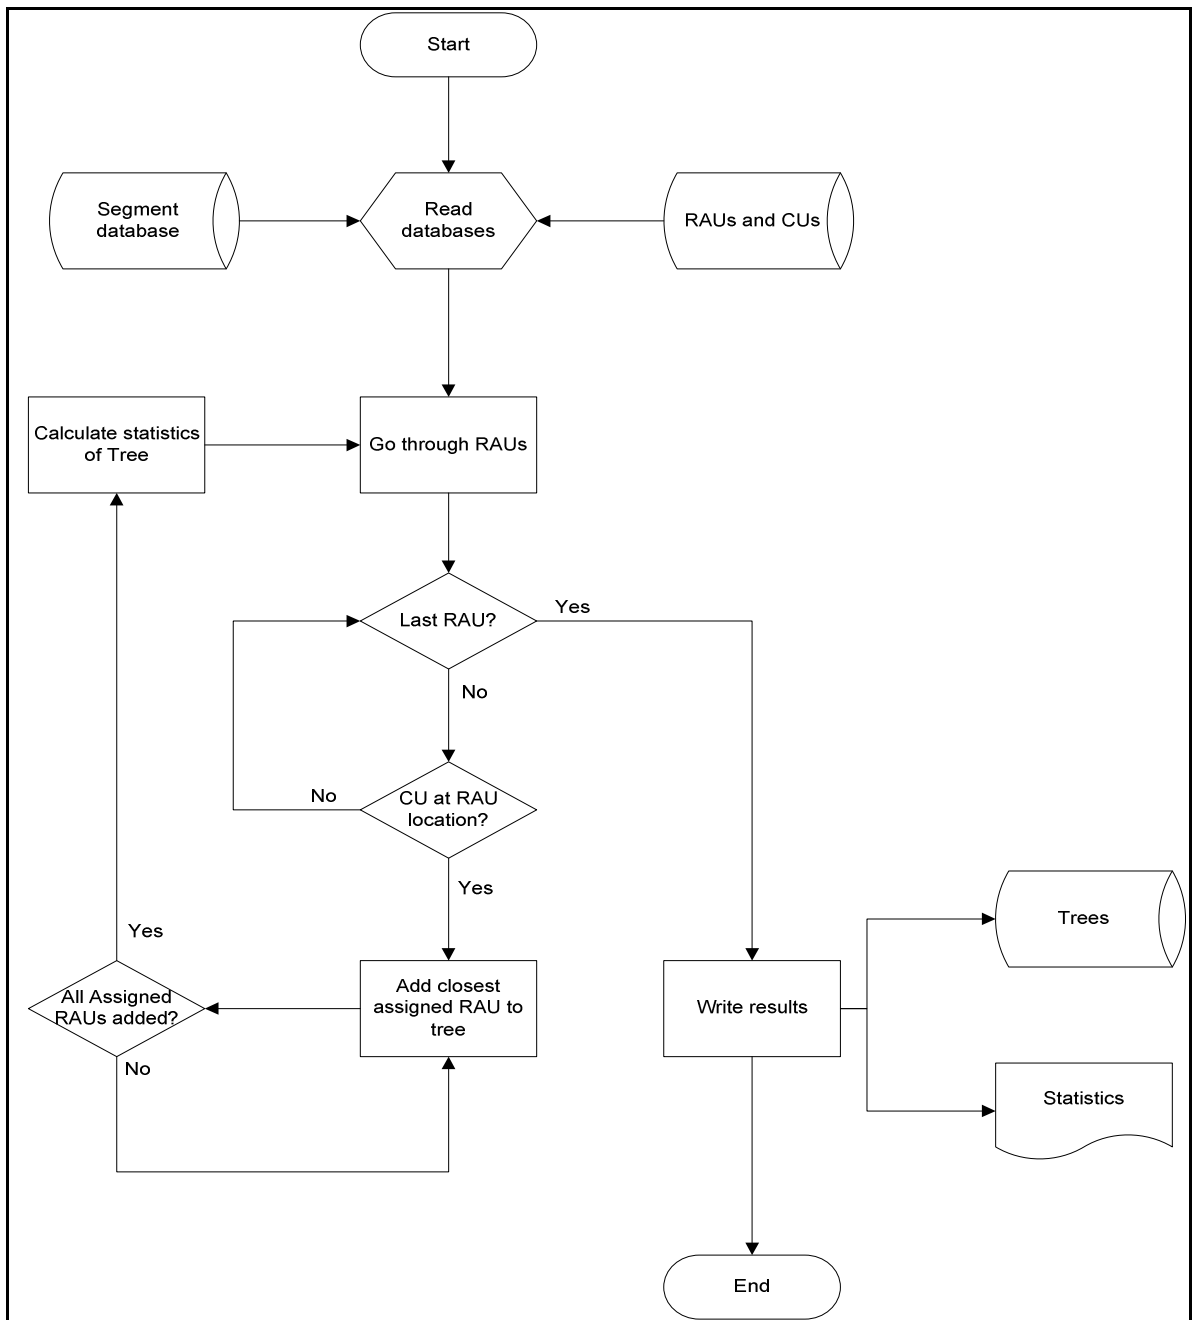 Start
Segment
database
Read
databases
RAUs and CUs
Calculate statistics
of Tree
Go through RAUs
Last RAU?
Yes
No
CU at RAU
location?
No
Yes
Yes
All Assigned
RAUs added?
No
Add closest
assigned RAU to
tree
Write results
Trees
Statistics
End